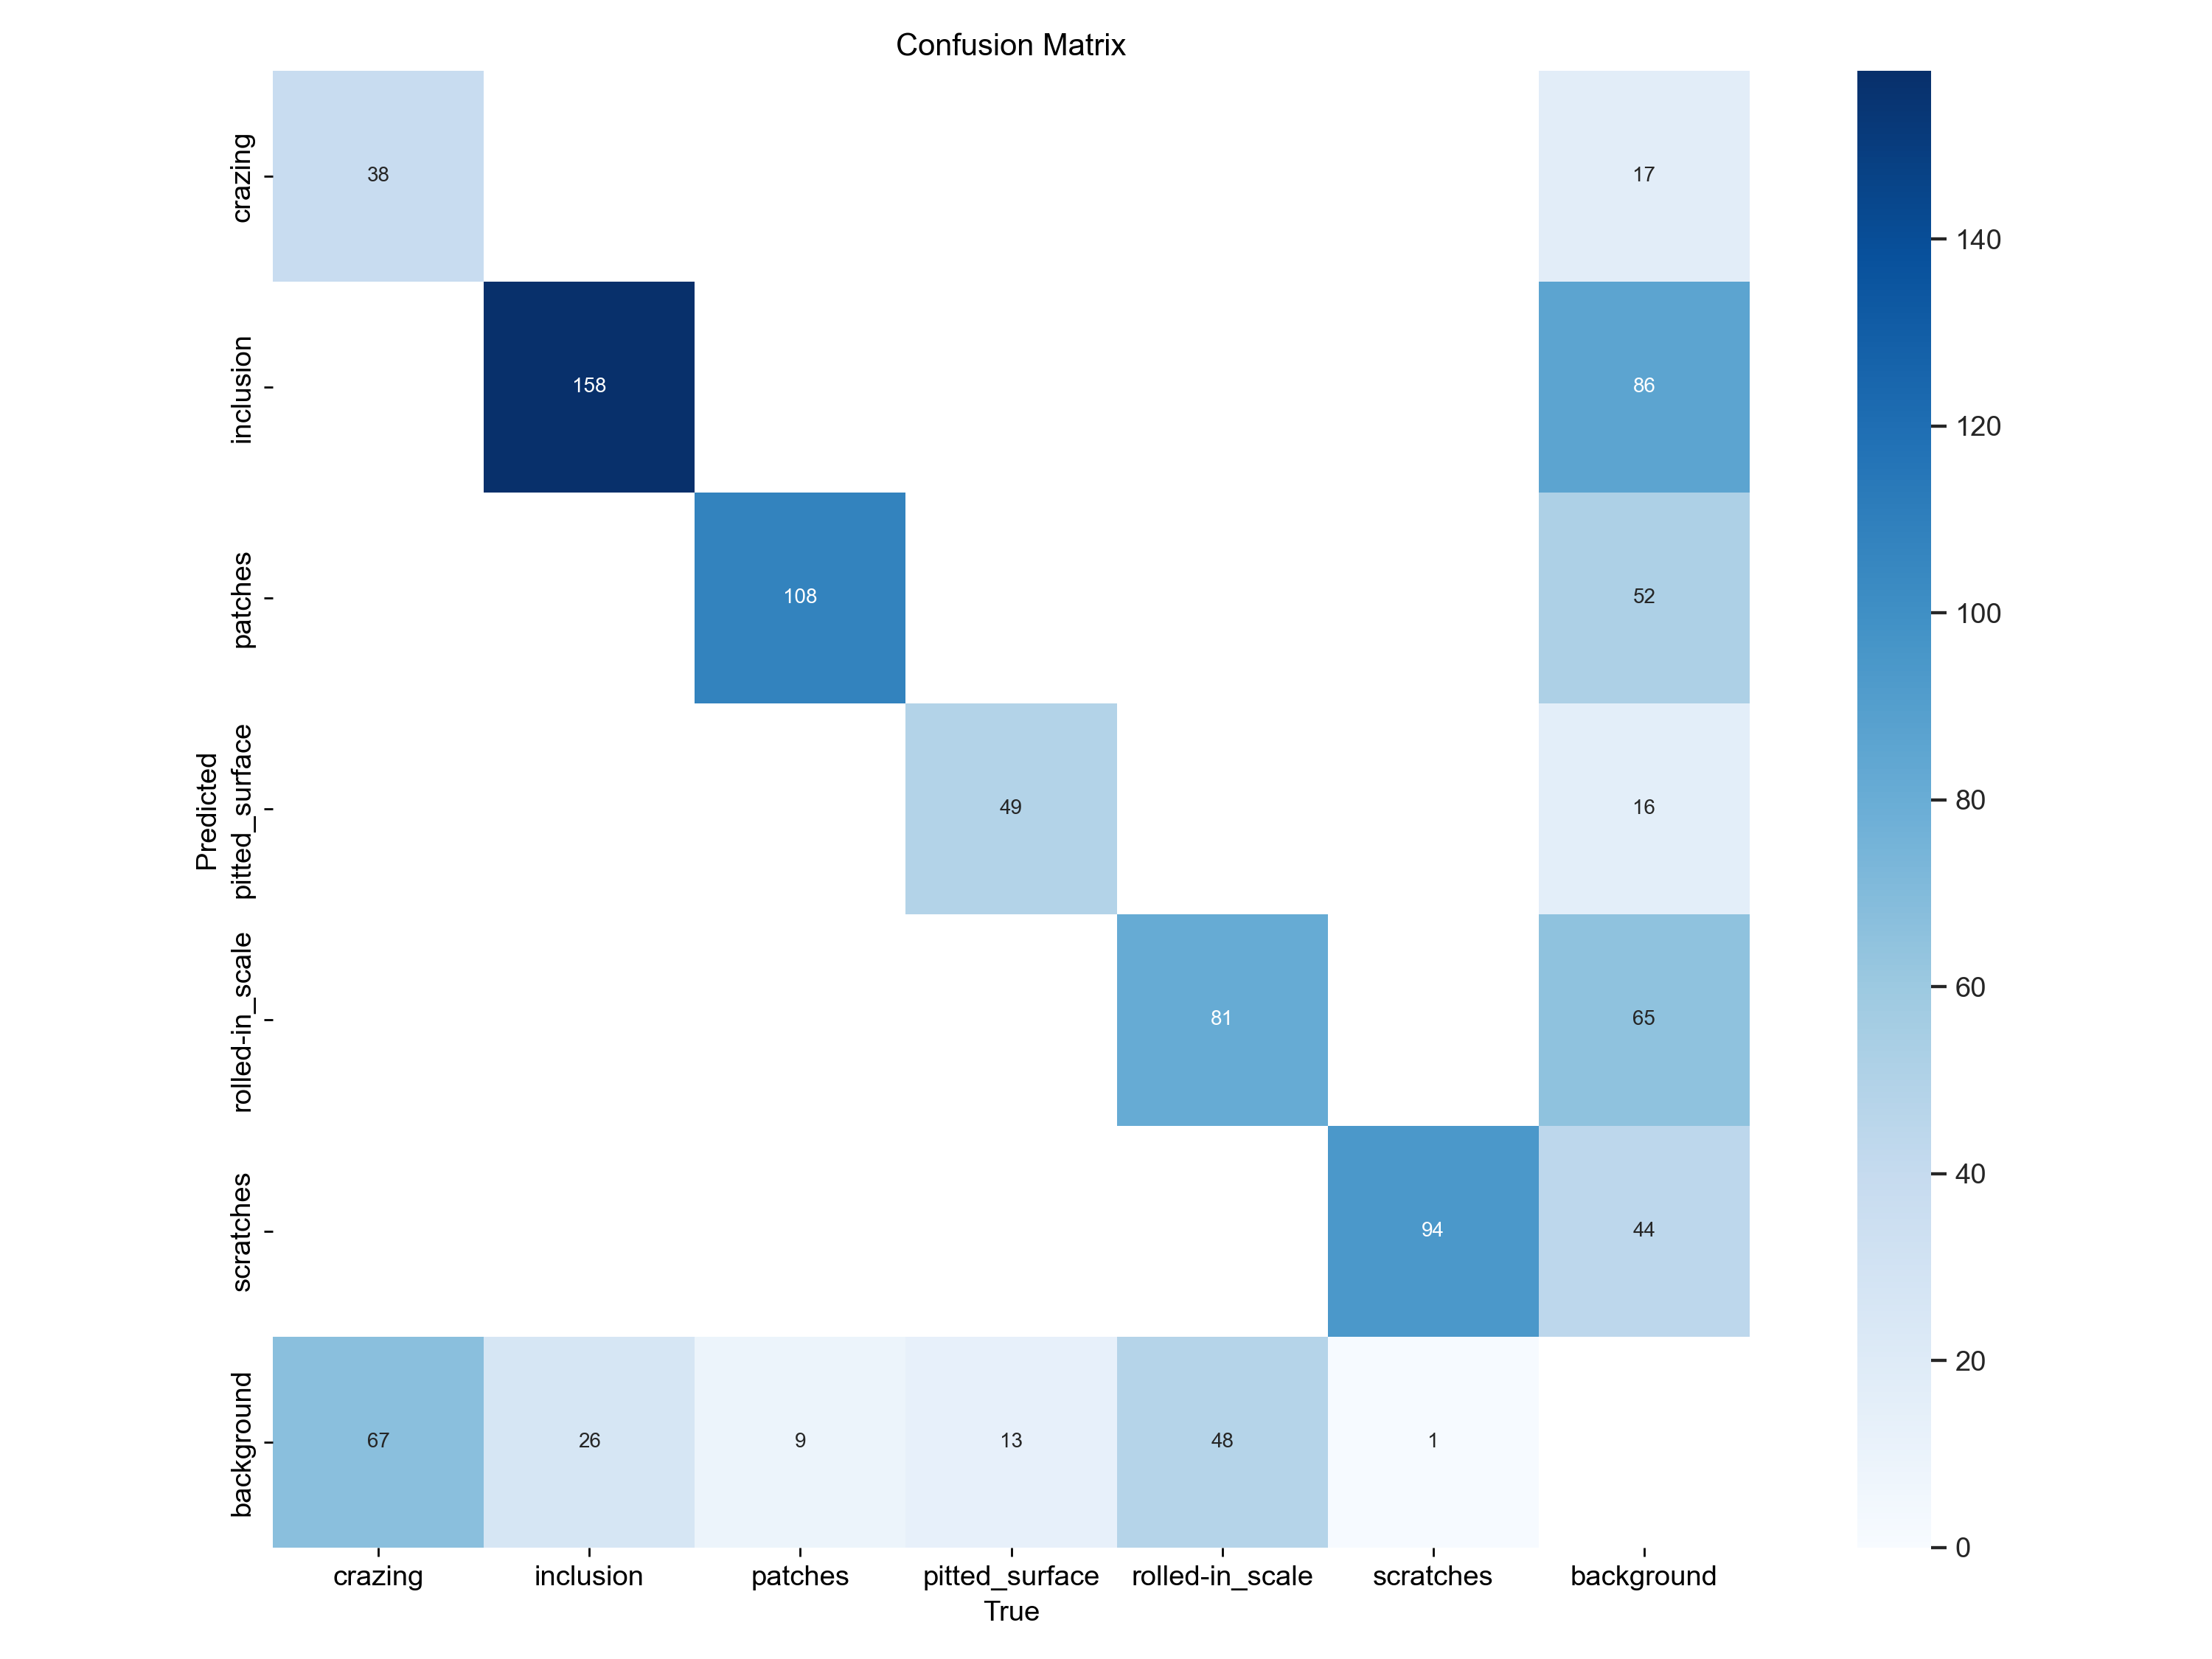 Confusion Matrix
Predicted
crazing
38
17
inclusion
158
86
patches
108
52
pitted_surface
49
16
rolled-in_scale
81
65
scratches
94
44
background
67
26
9
13
48
1
crazing
inclusion
patches
pitted_surface
rolled-in_scale
scratches
background
True
140
120
100
80
60
40
20
0